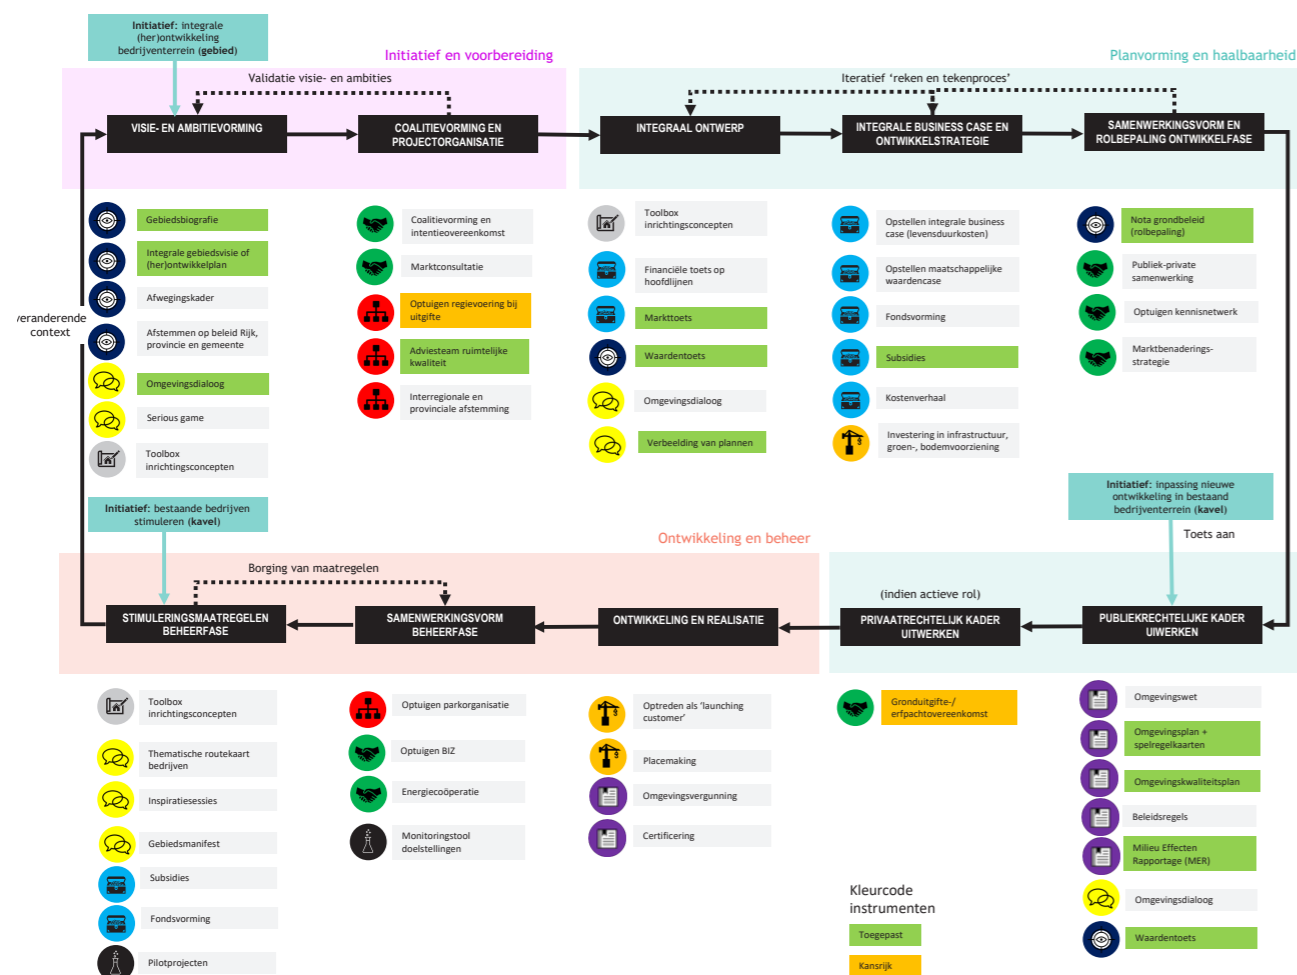 Initiatief: integrale
(her)ontwikkeling
bedrijventerrein (gebied)
Initiatief en voorbereiding
Planvorming en haalbaarheid
Validatie visie- en ambities
Iteratief ‘reken en tekenproces’
VISIE- EN AMBITIEVORMING
COALITIEVORMING EN
PROJECTORGANISATIE
INTEGRAAL ONTWERP
INTEGRALE BUSINESS CASE EN
ONTWIKKELSTRATEGIE
SAMENWERKINGSVORM EN
ROLBEPALING ONTWIKKELFASE
Gebiedsbiografie
Integrale gebiedsvisie of
(her)ontwikkelplan
Afwegingskader
Afstemmen op beleid Rijk,
provincie en gemeente
Omgevingsdialoog
Serious game
Toolbox
inrichtingsconcepten
veranderende
context
Coalitievorming en
intentieovereenkomst
Marktconsultatie
Optuigen regievoering bij
uitgifte
Adviesteam ruimtelijke
kwaliteit
Interregionale en
provinciale afstemming
Toolbox
inrichtingsconcepten
Financiële toets op
hoofdlijnen
Markttoets
Waardentoets
Omgevingsdialoog
Verbeelding van plannen
Opstellen integrale business
case (levensduurkosten)
Opstellen maatschappelijke
waardencase
Fondsvorming
Subsidies
Kostenverhaal
Investering in infrastructuur,
groen-, bodemvoorziening
Nota grondbeleid
(rolbepaling)
Publiek-private
samenwerking
Optuigen kennisnetwerk
Marktbenaderings-
strategie
Initiatief: bestaande bedrijven
stimuleren (kavel)
Initiatief: inpassing nieuwe
ontwikkeling in bestaand
bedrijventerrein (kavel)
Toets aan
Ontwikkeling en beheer
Borging van maatregelen
(indien actieve rol)
STIMULERINGSMAATREGELEN
BEHEERFASE
SAMENWERKINGSVORM
BEHEERFASE
ONTWIKKELING EN REALISATIE
PRIVAATRECHTELIJK KADER
UITWERKEN
PUBLIEKRECHTELIJKE KADER
UIWERKEN
Toolbox
inrichtingsconcepten
Thematische routekaart
bedrijven
Inspiratiesessies
Gebiedsmanifest
Subsidies
Fondsvorming
Pilotprojecten
Optuigen parkorganisatie
Optuigen BIZ
Energiecoöperatie
Monitoringstool
doelstellingen
Optreden als ‘launching
customer’
Placemaking
Omgevingsvergunning
Certificering
Gronduitgifte-/
erfpachtovereenkomst
Omgevingswet
Omgevingsplan +
spelregelkaarten
Omgevingskwaliteitsplan
Beleidsregels
Milieu Effecten
Rapportage (MER)
Omgevingsdialoog
Waardentoets
Kleurcode
instrumenten
Toegepast
Kansrijk